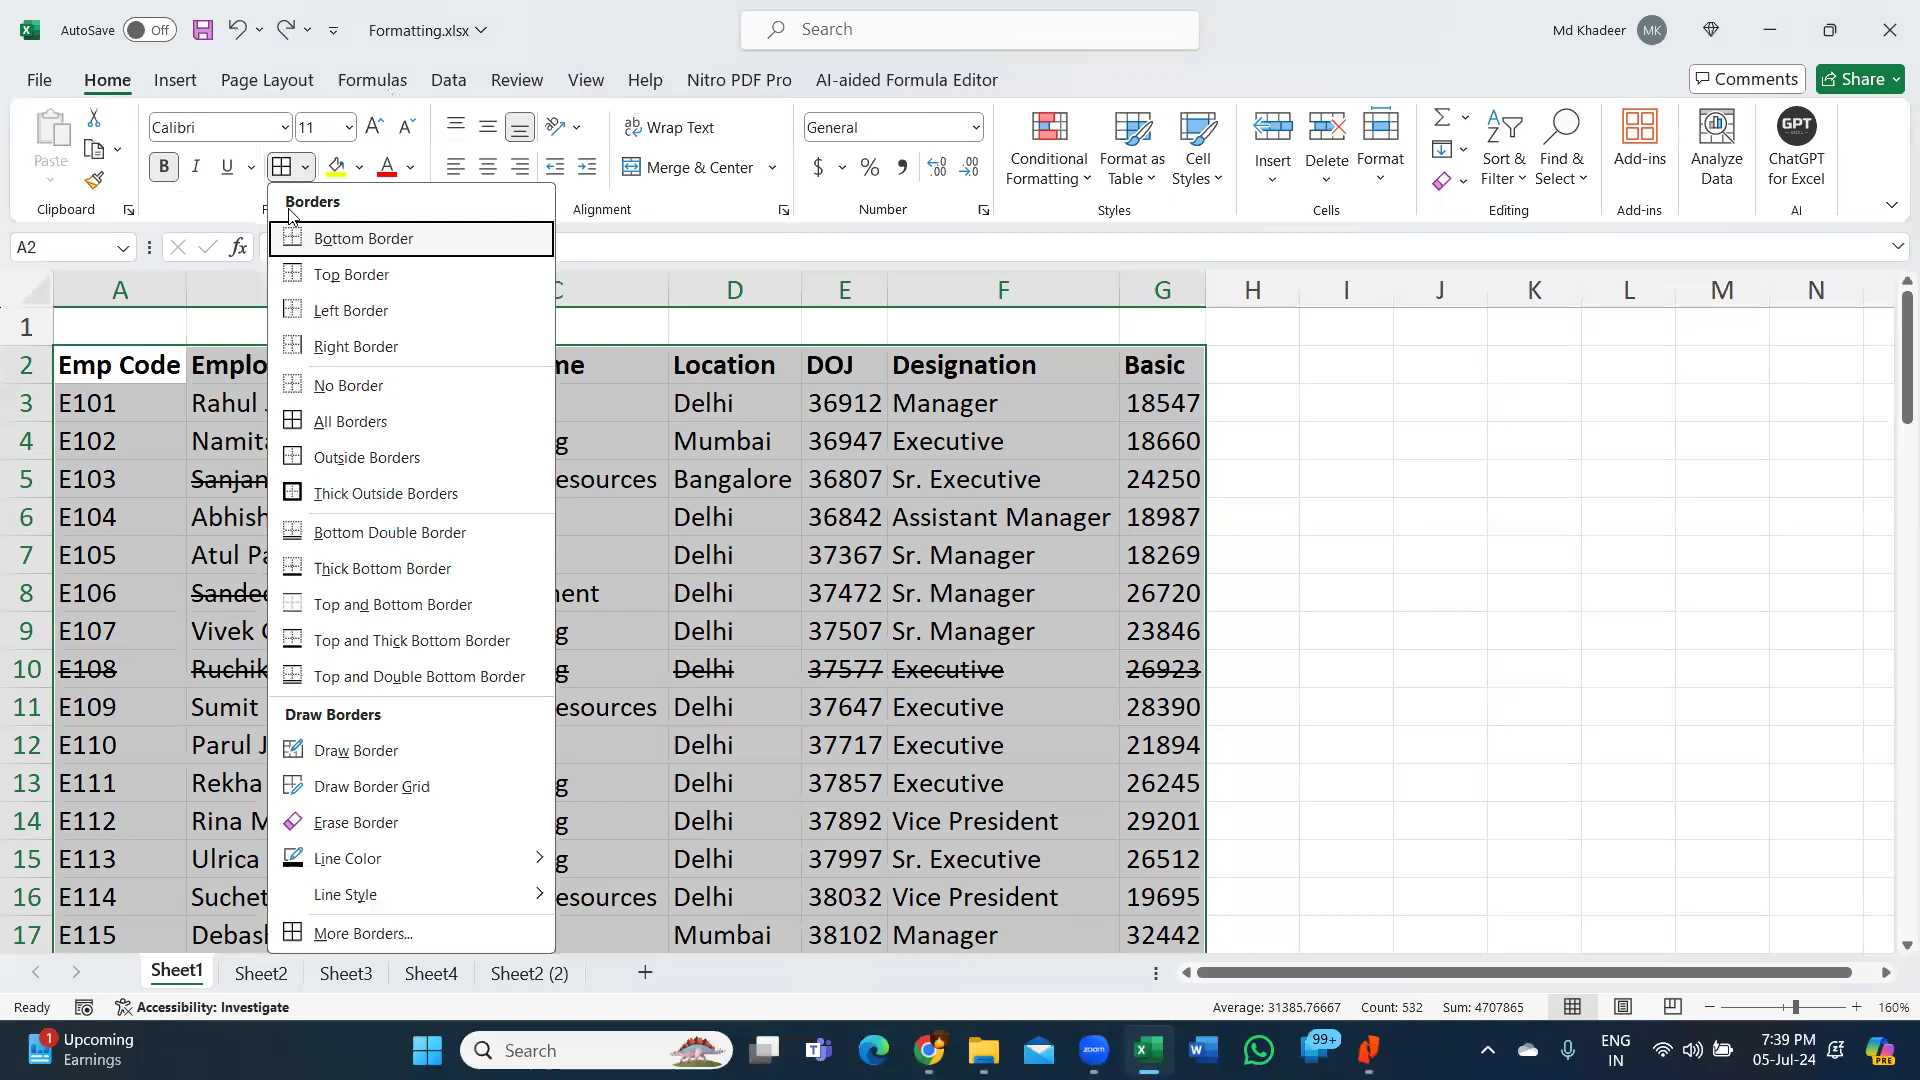 AutoSave Off Formatting.xlsx Search Md Khadeer MK
File Home Insert Page Layout Formulas Data Review View Help Nitro PDF Pro AI-aided Formula Editor Comments Share
Paste Clipboard
Calibri 11
B I U A
Wrap Text
Merge & Center
Alignment
General
$ % ,
Number
Conditional Formatting
Format as Table
Cell Styles
Styles
Insert Delete Format
Cells
Sort & Filter
Find & Select
Editing
Add-ins
Add-ins
Analyze Data
GPT
ChatGPT for Excel
AI
A2 fx
Borders
Bottom Border
Top Border
Left Border
Right Border
No Border
All Borders
Outside Borders
Thick Outside Borders
Bottom Double Border
Thick Bottom Border
Top and Bottom Border
Top and Thick Bottom Border
Top and Double Bottom Border
Draw Borders
Draw Border
Draw Border Grid
Erase Border
Line Color
Line Style
More Borders...
A C D E F G H I J K L M N
1
2 Emp Code Emplo me Location DOJ Designation Basic
3 E101 Rahul Delhi 36912 Manager 18547
4 E102 Namita g Mumbai 36947 Executive 18660
5 E103 Sanjan esources Bangalore 36807 Sr. Executive 24250
6 E104 Abhish Delhi 36842 Assistant Manager 18987
7 E105 Atul Pa Delhi 37367 Sr. Manager 18269
8 E106 Sandee ent Delhi 37472 Sr. Manager 26720
9 E107 Vivek g Delhi 37507 Sr. Manager 23846
10 E108 Ruchik g Delhi 37577 Executive 26923
11 E109 Sumit esources Delhi 37647 Executive 28390
12 E110 Parul J Delhi 37717 Executive 21894
13 E111 Rekha g Delhi 37857 Executive 26245
14 E112 Rina M g Delhi 37892 Vice President 29201
15 E113 Ulrica g Delhi 37997 Sr. Executive 26512
16 E114 Suchet esources Delhi 38032 Vice President 19695
17 E115 Debash Mumbai 38102 Manager 32442
Sheet1 Sheet2 Sheet3 Sheet4 Sheet2 (2)
Ready Accessibility: Investigate Average: 31385.76667 Count: 532 Sum: 4707865 160%
1 Upcoming
Earnings
Search
zoom
99+
ENG
IN
7:39 PM
05-Jul-24
PRE